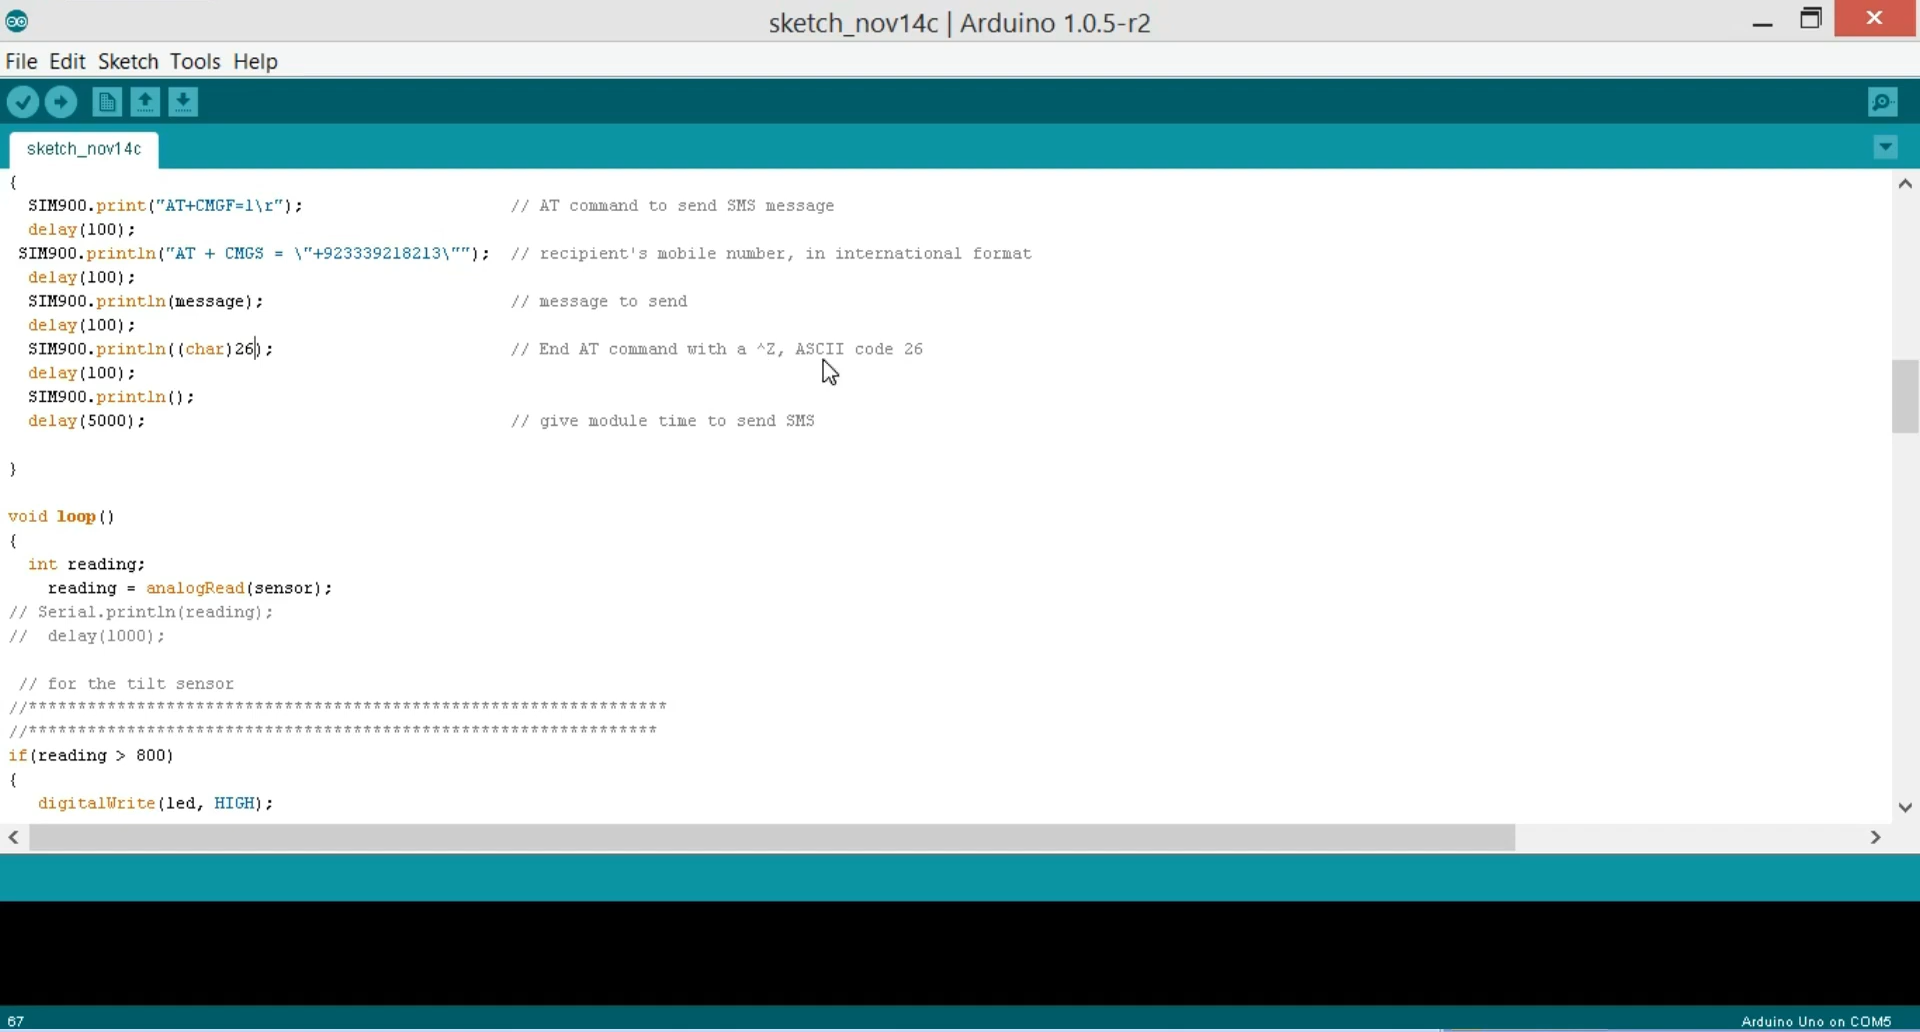 sketch_nov14c | Arduino 1.0.5-r2
File Edit Sketch Tools Help
sketch_nov14c
{
SIM900.print("AT+CMGF=1\r"); // AT command to send SMS message
delay(100);
SIM900.println("AT + CMGS = \"+923339218213\""); // recipient's mobile number, in international format
delay(100);
SIM900.println(message); // message to send
delay(100);
SIM900.println((char)26); // End AT command with a ^Z, ASCII code 26
delay(100);
SIM900.println();
delay(5000); // give module time to send SMS
}
void loop()
{
int reading;
reading = analogRead(sensor);
// Serial.println(reading);
// delay(1000);
// for the tilt sensor
//*****************************************************************
//****************************************************************
if(reading > 800)
{
digitalWrite(led, HIGH);
67
Arduino Uno on COM5